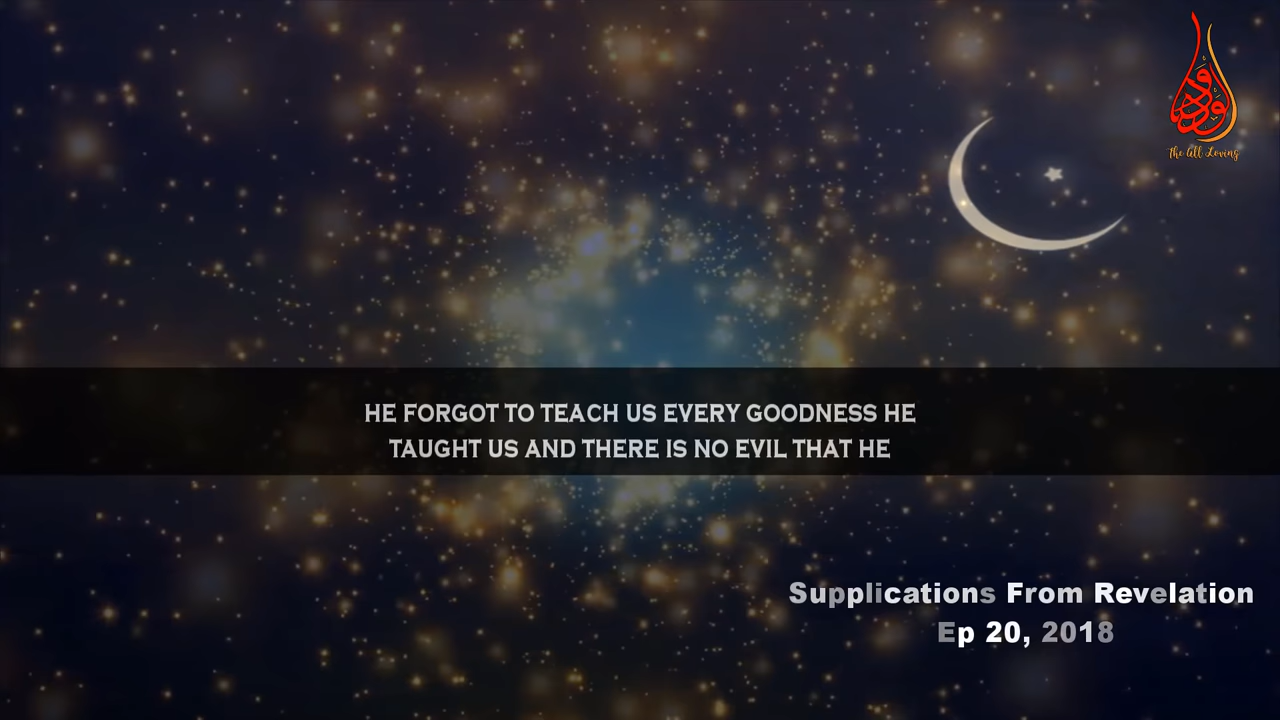 الودود
The All Loving
HE FORGOT TO TEACH US EVERY GOODNESS HE
TAUGHT US AND THERE IS NO EVIL THAT HE
Supplications From Revelation
Ep 20, 2018